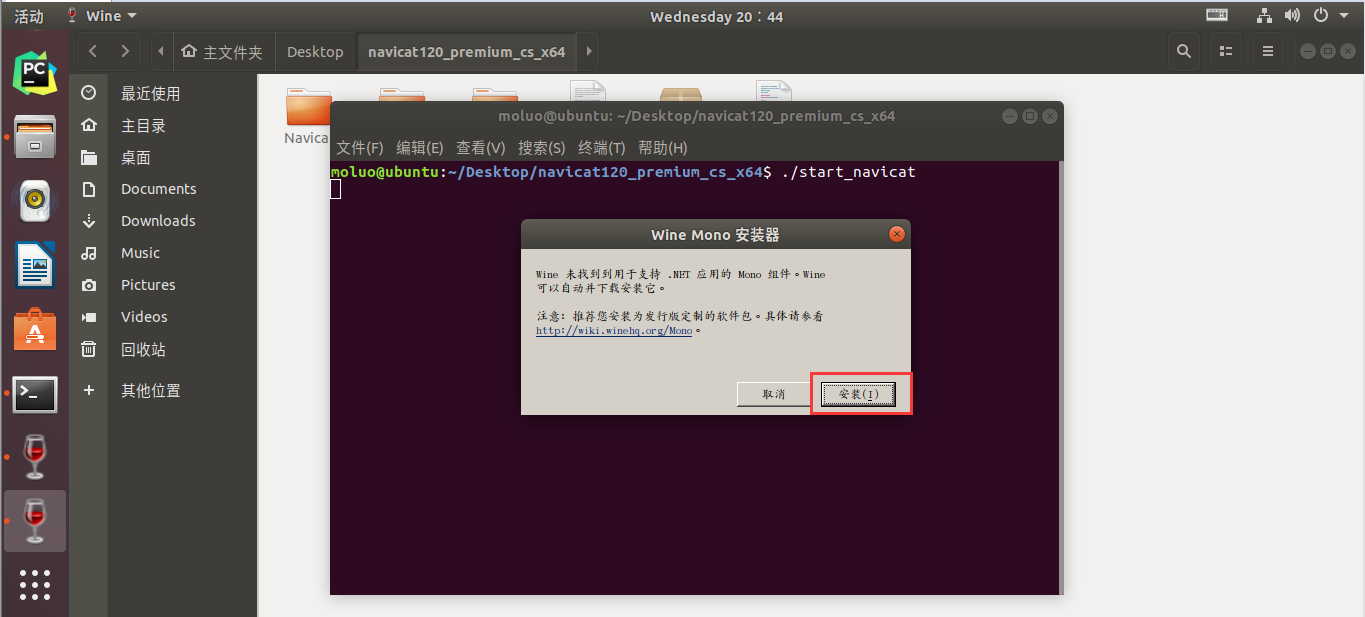 活动
Wine
Wednesday 20：44
主文件夹
Desktop
navicat120_premium_cs_x64
PC
最近使用
主目录
桌面
Documents
Downloads
Music
Pictures
Videos
回收站
其他位置
Navica
moluo@ubuntu: ~/Desktop/navicat120_premium_cs_x64
文件(F) 编辑(E) 查看(V) 搜索(S) 终端(T) 帮助(H)
moluo@ubuntu:~/Desktop/navicat120_premium_cs_x64$ ./start_navicat
Wine Mono 安装器
Wine 未找到到用于支持 .NET 应用的 Mono 组件。Wine
可以自动并下载安装它。
注意：推荐您安装为发行版定制的软件包。具体请参看
http://wiki.winehq.org/Mono。
取消
安装(I)